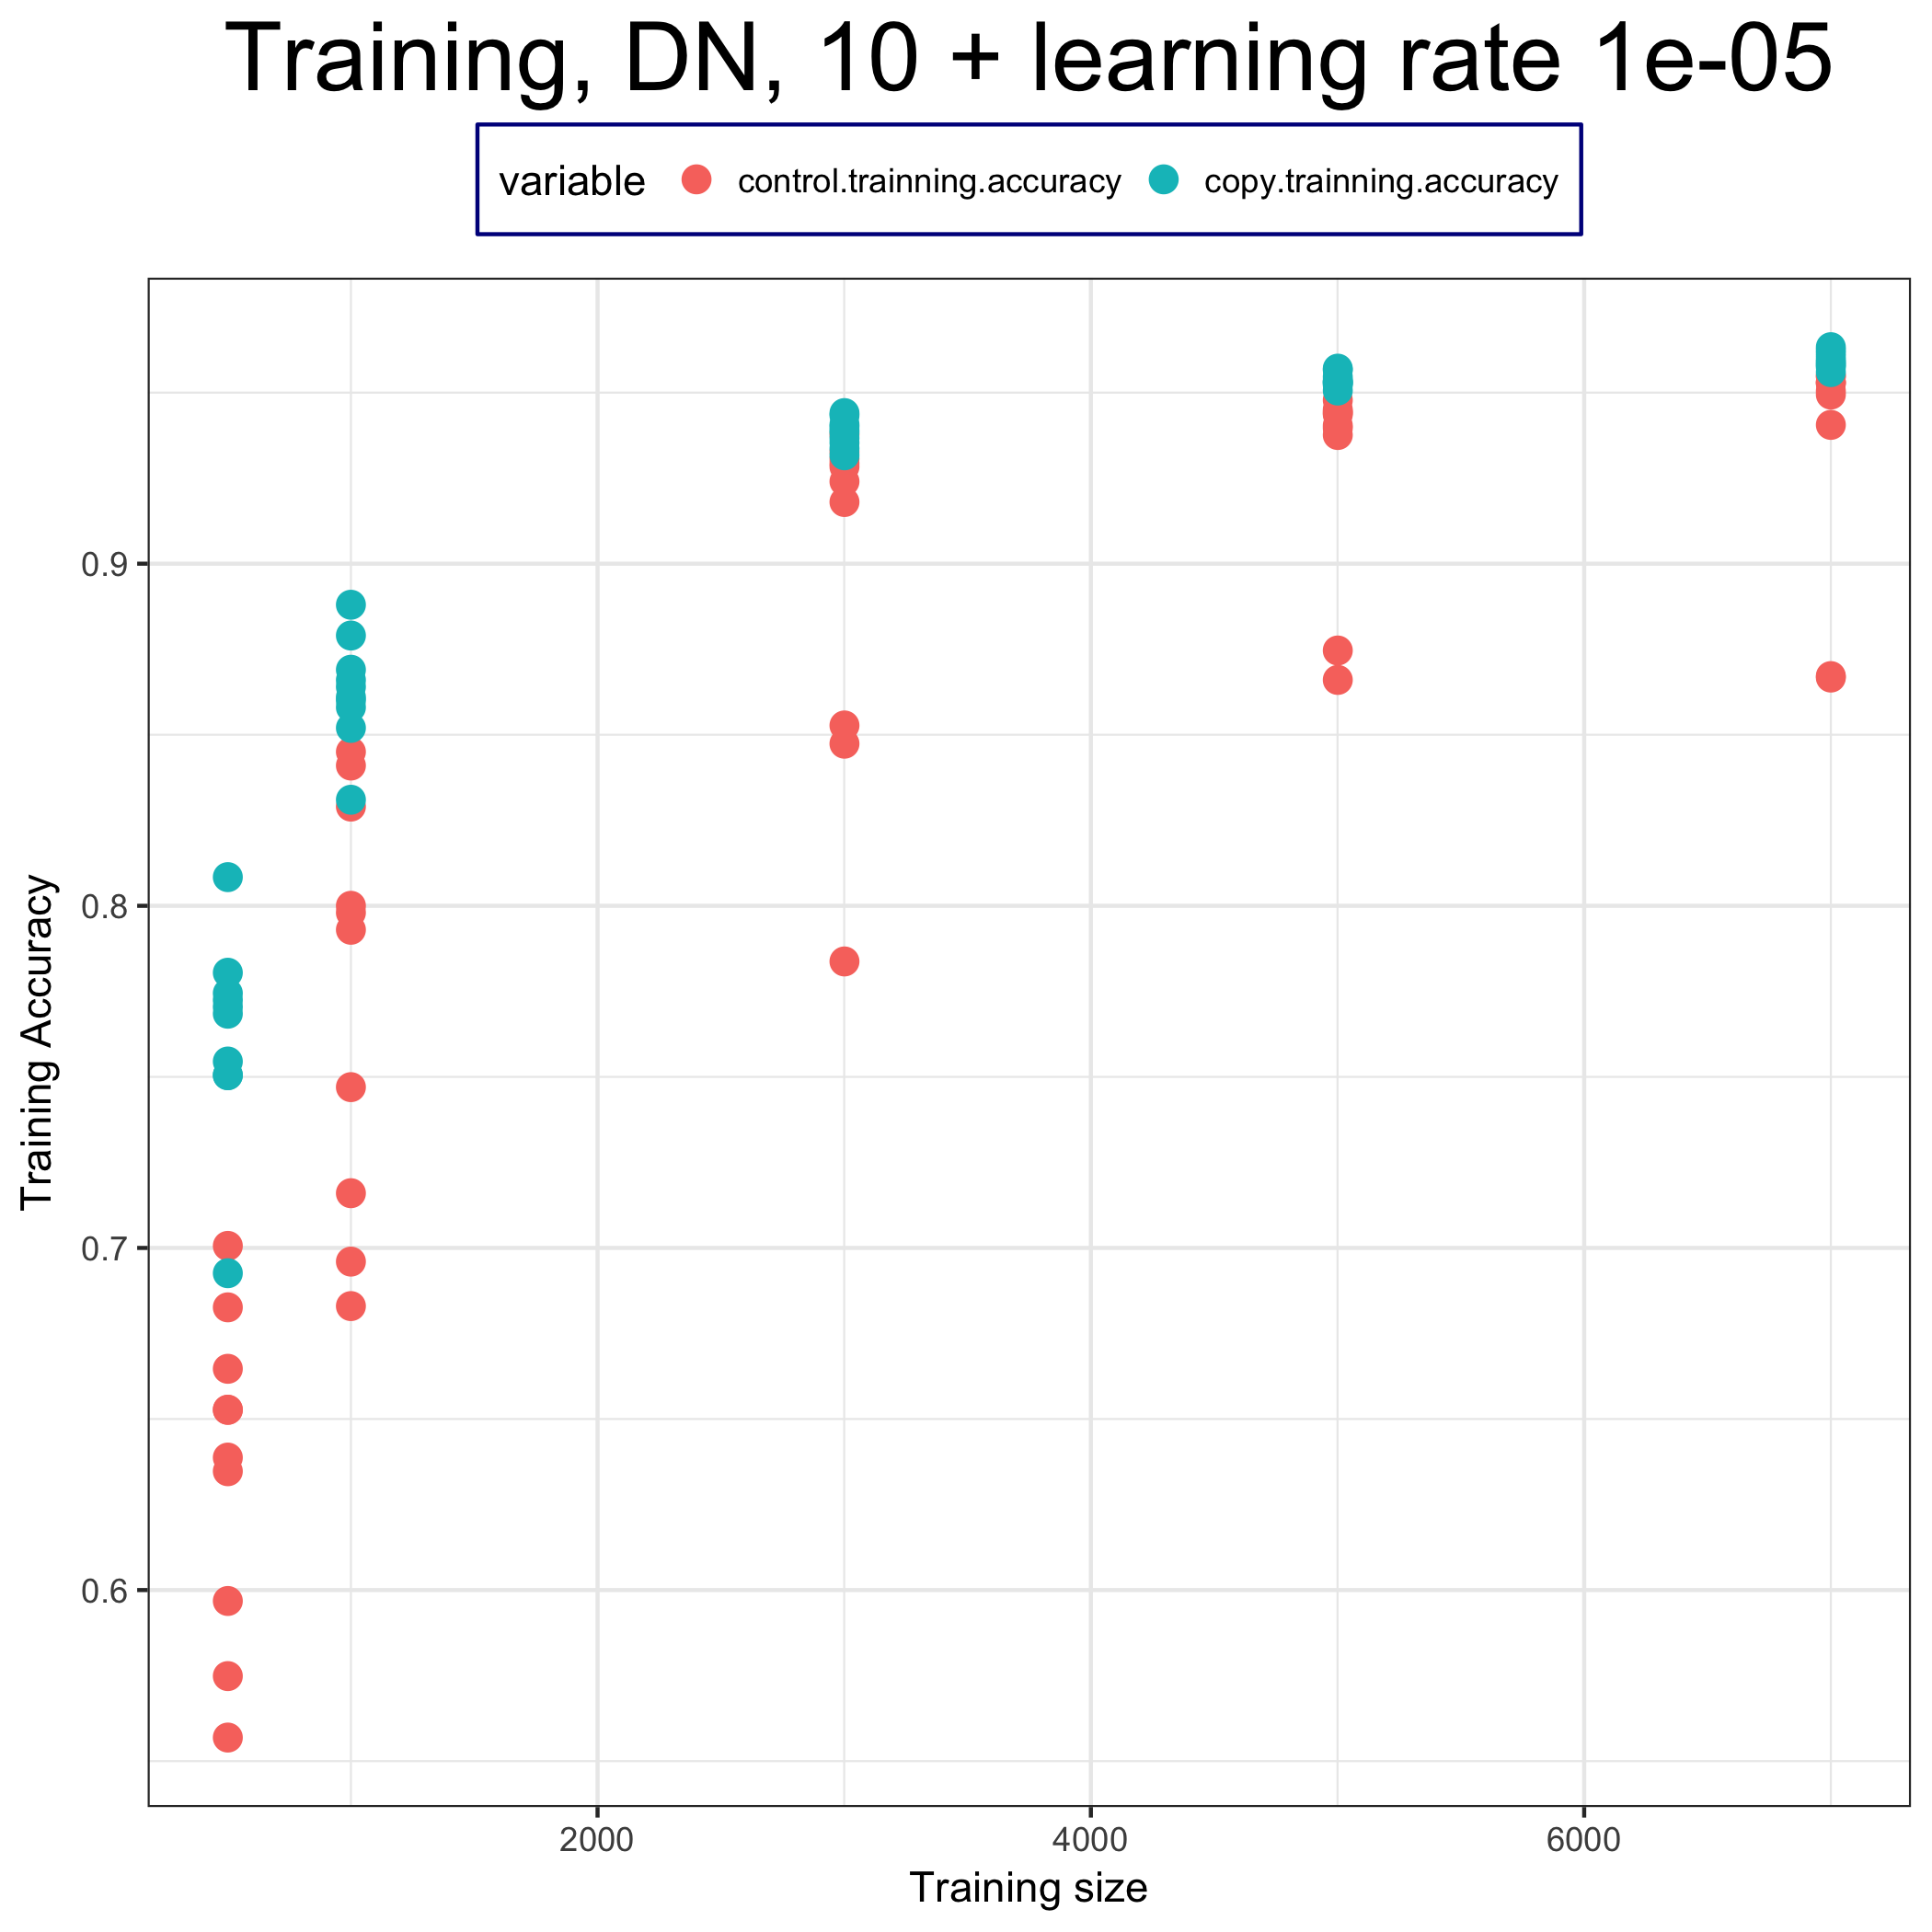 Training, DN, 10 + learning rate 1e-05
variable control.trainning.accuracy copy.trainning.accuracy
0.9
0.8
0.7
0.6
Training Accuracy
2000 4000 6000
Training size